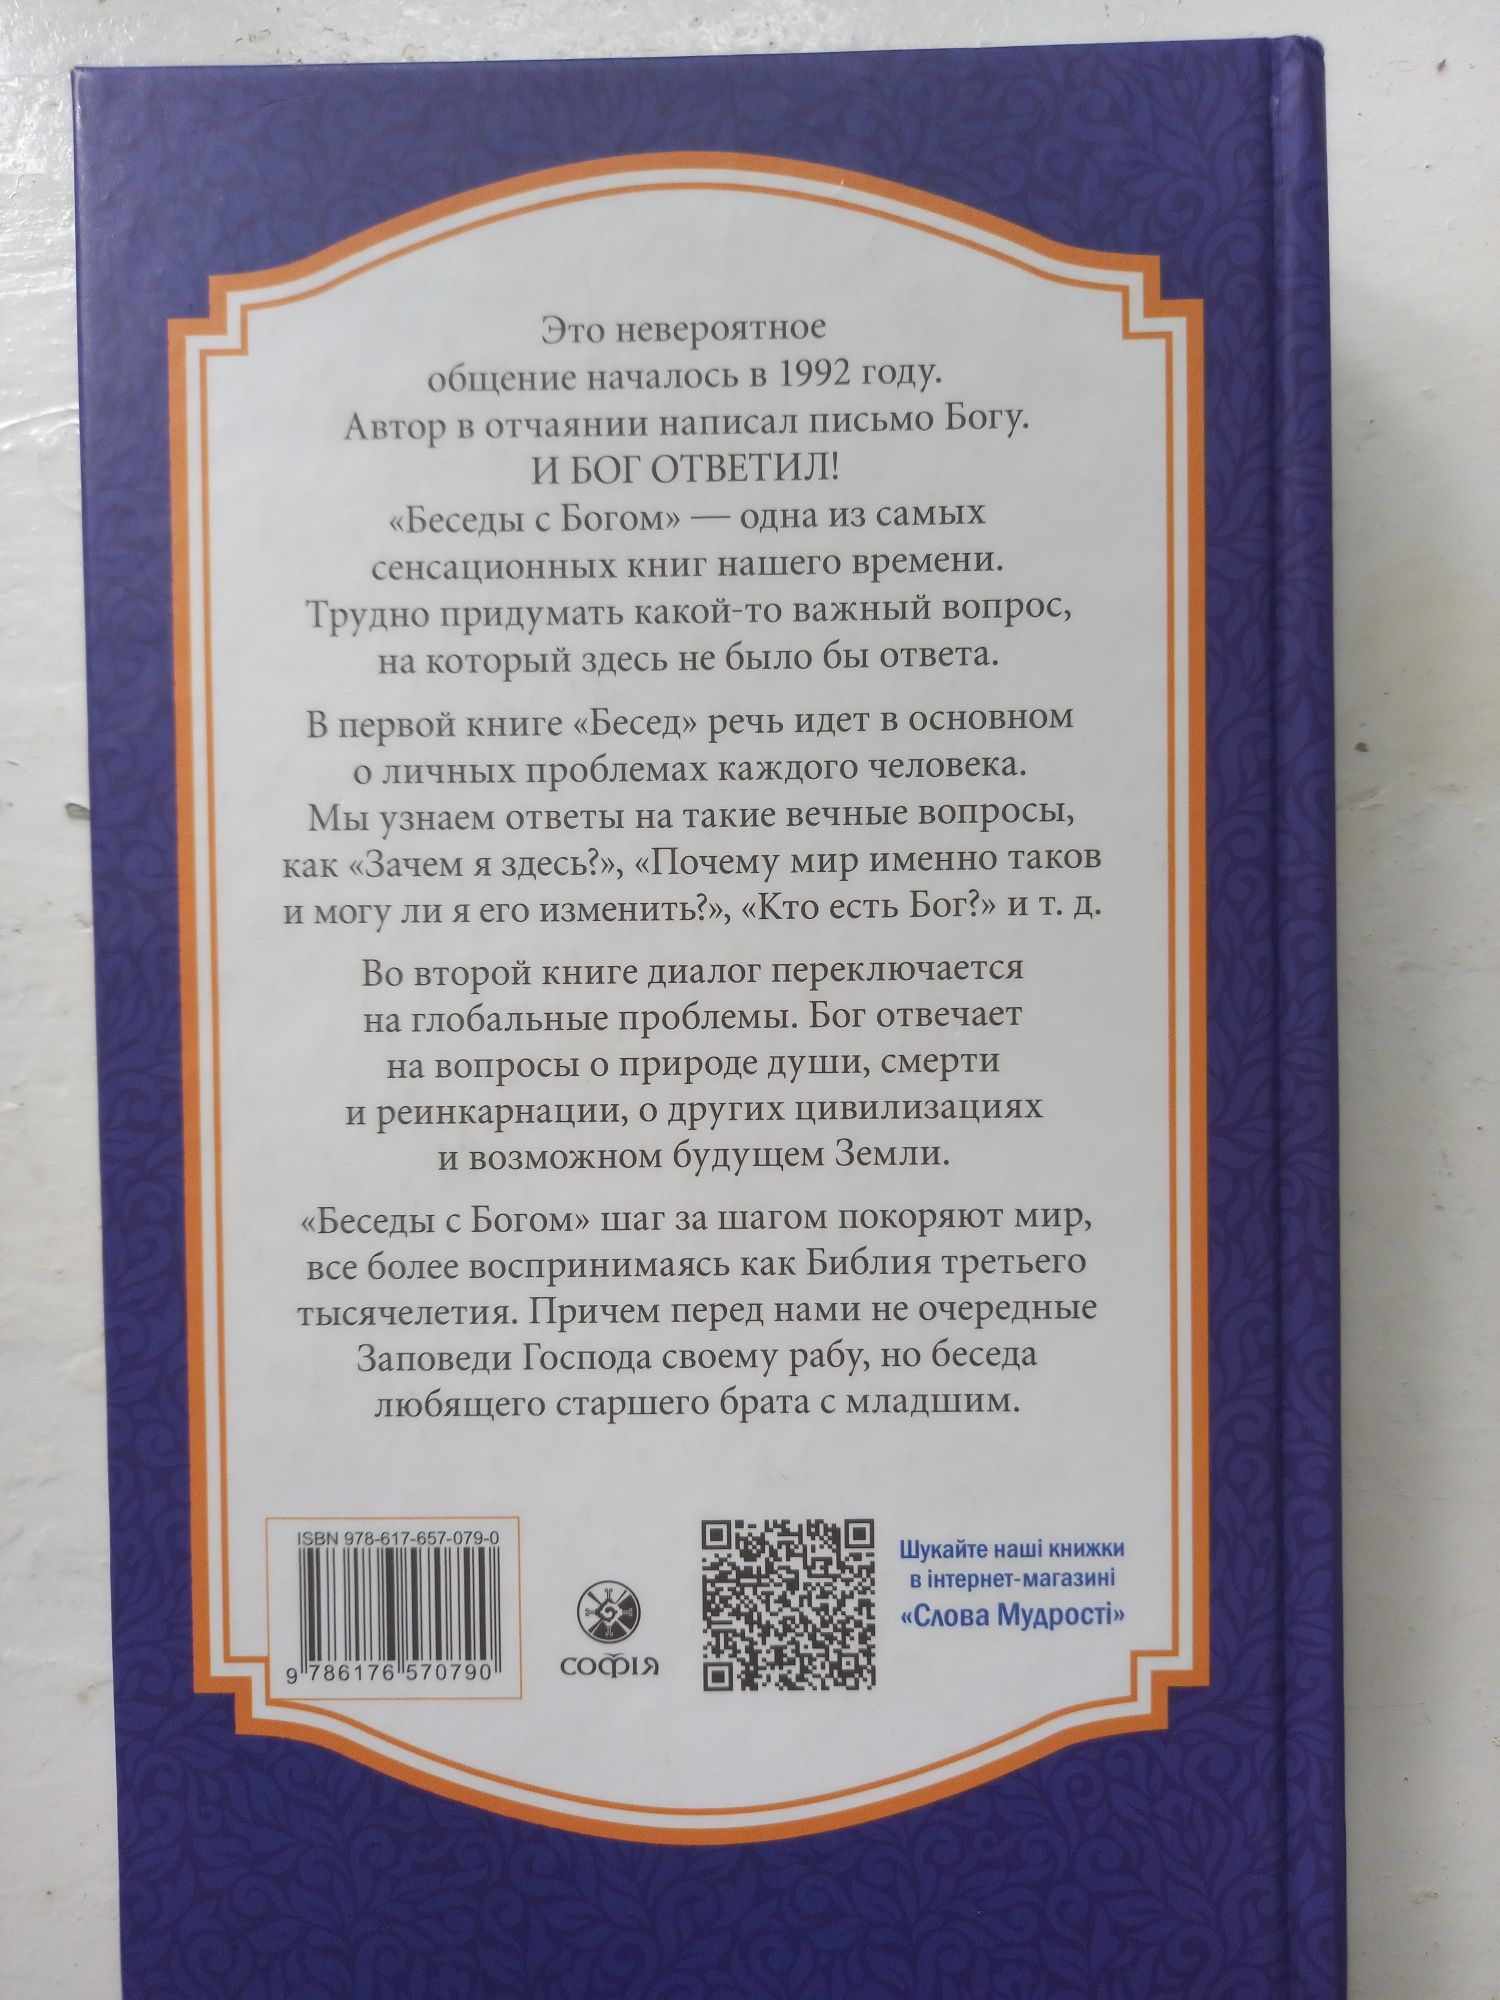 Это невероятное
общение началось в 1992 году.
Автор в отчаянии написал письмо Богу.
И БОГ ОТВЕТИЛ!
«Беседы с Богом» — одна из самых
сенсационных книг нашего времени.
Трудно придумать какой-то важный вопрос,
на который здесь не было бы ответа.
В первой книге «Бесед» речь идет в основном
о личных проблемах каждого человека.
Мы узнаем ответы на такие вечные вопросы,
как «Зачем я здесь?», «Почему мир именно таков
и могу ли я его изменить?», «Кто есть Бог?» и т. д.
Во второй книге диалог переключается
на глобальные проблемы. Бог отвечает
на вопросы о природе души, смерти
и реинкарнации, о других цивилизациях
и возможном будущем Земли.
«Беседы с Богом» шаг за шагом покоряют мир,
все более воспринимаясь как Библия третьего
тысячелетия. Причем перед нами не очередные
Заповеди Господа своему рабу, но беседа
любящего старшего брата с младшим.
ISBN 978-617-657-079-0
9 786176 570790
СОФІЯ
Шукайте наші книжки
в інтернет-магазині
«Слова Мудрості»